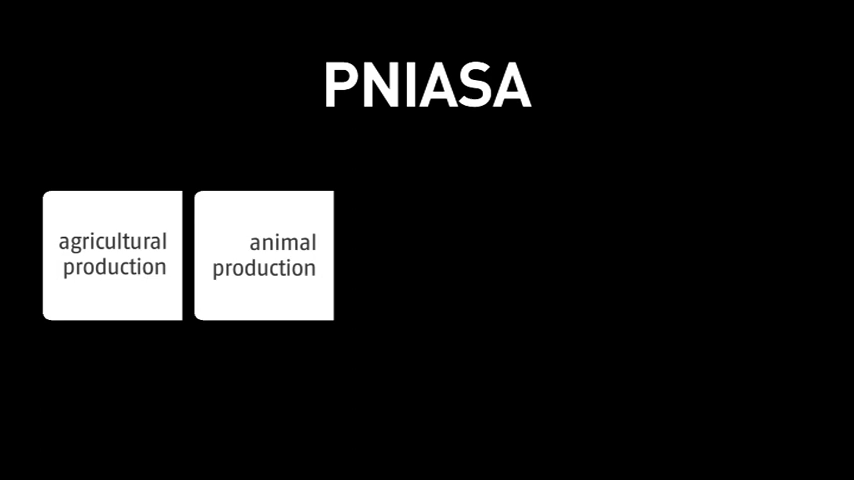 PNIASA
agricultural
production
animal
production